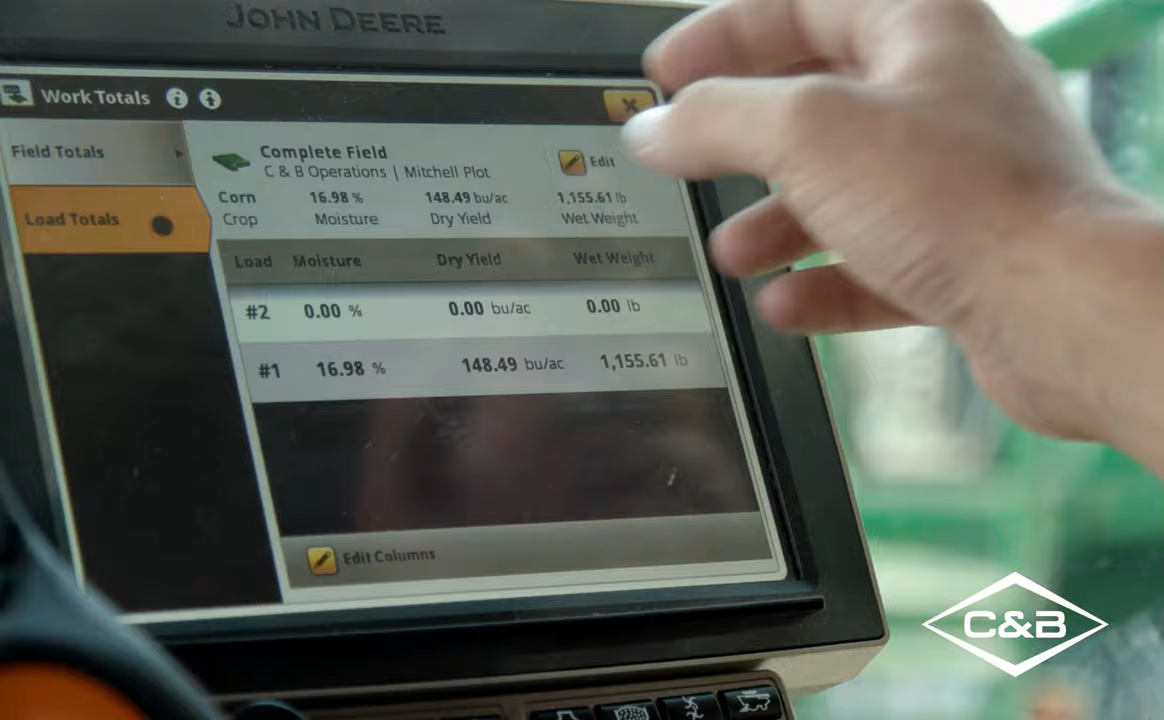 JOHN DEERE
Work Totals
Field Totals
Load Totals
Complete Field
C & B Operations | Mitchell Plot
Edit
Corn 16.98 % 148.49 bu/ac 1,155.61 lb
Crop Moisture Dry Yield Wet Weight
Load Moisture Dry Yield Wet Weight
#2 0.00 % 0.00 bu/ac 0.00 lb
#1 16.98 % 148.49 bu/ac 1,155.61 lb
Edit Columns
C&B